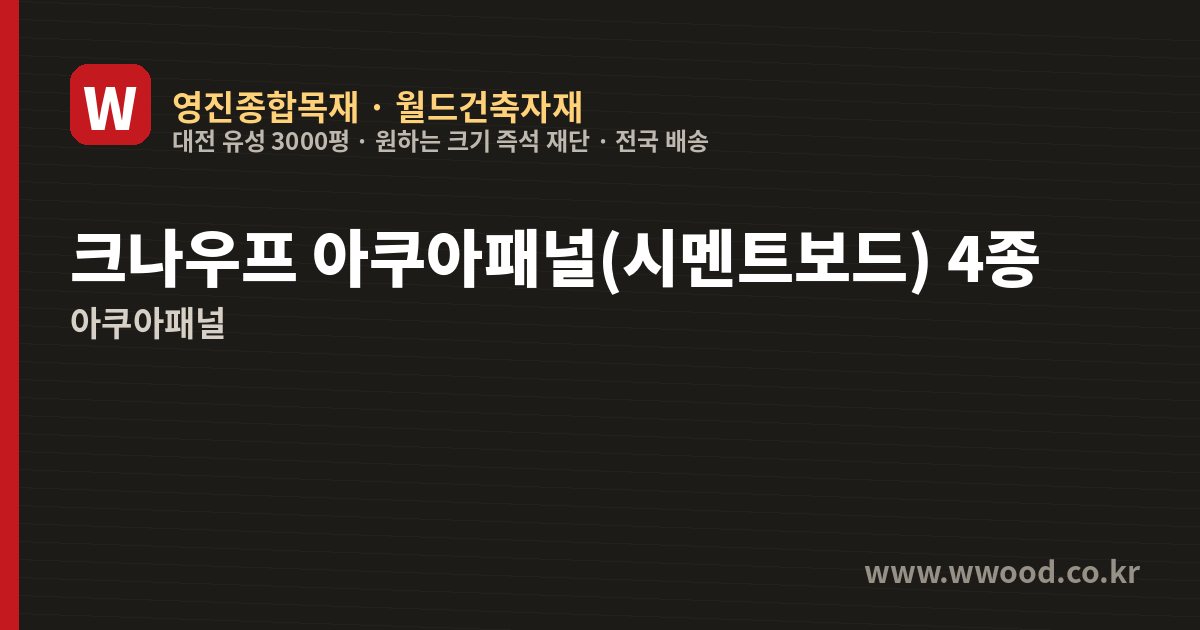 W
영진종합목재 · 월드건축자재
대전 유성 3000평 · 원하는 크기 즉석 재단 · 전국 배송
크나우프 아쿠아패널(시멘트보드) 4종
아쿠아패널
www.wwood.co.kr